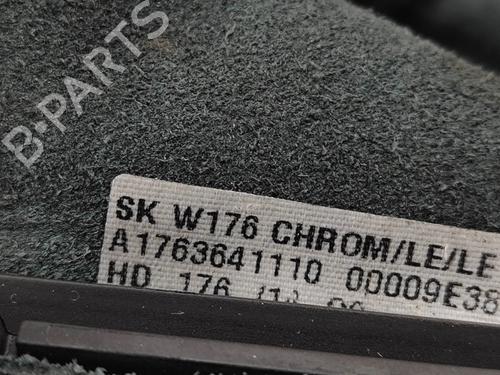 B-PARTS
SK W176 CHROM/LE/LE
A1763641110 00009E38
HD 176